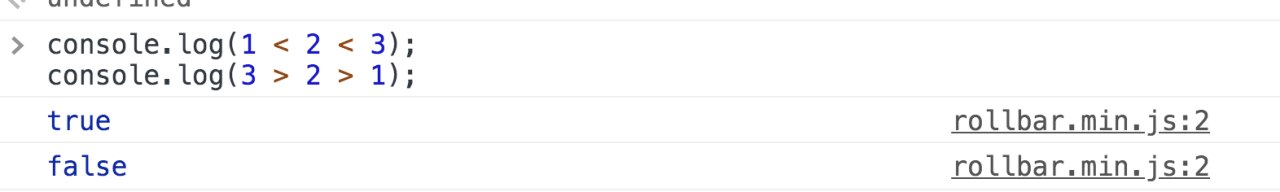 undefined
> console.log(1 < 2 < 3);
console.log(3 > 2 > 1);
true rollbar.min.js:2
false rollbar.min.js:2